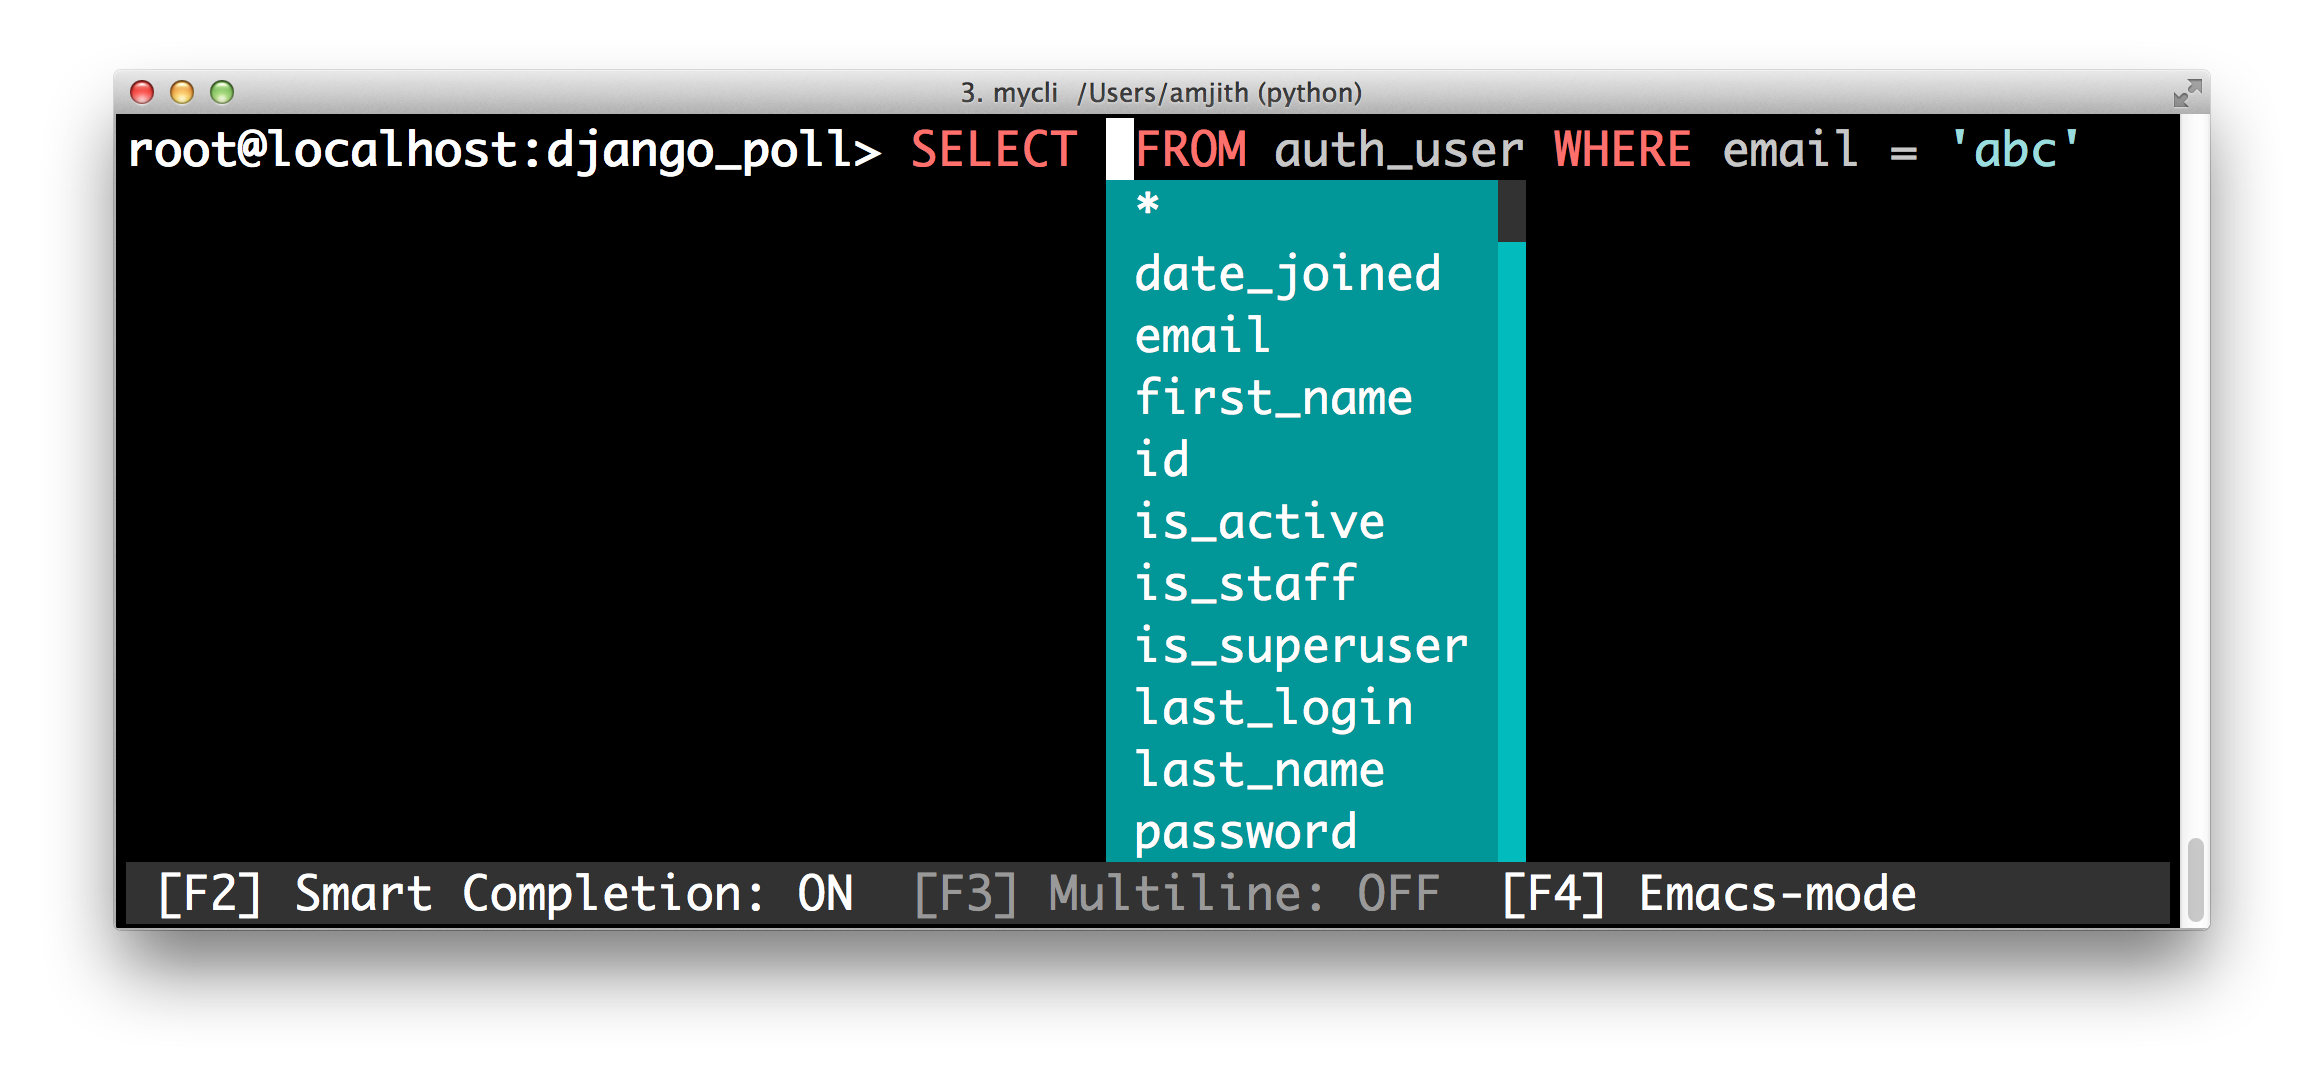 3. mycli /Users/amjith (python)
root@localhost:django_poll> SELECT FROM auth_user WHERE email = 'abc'
*
date_joined
email
first_name
id
is_active
is_staff
is_superuser
last_login
last_name
password
[F2] Smart Completion: ON [F3] Multiline: OFF [F4] Emacs-mode